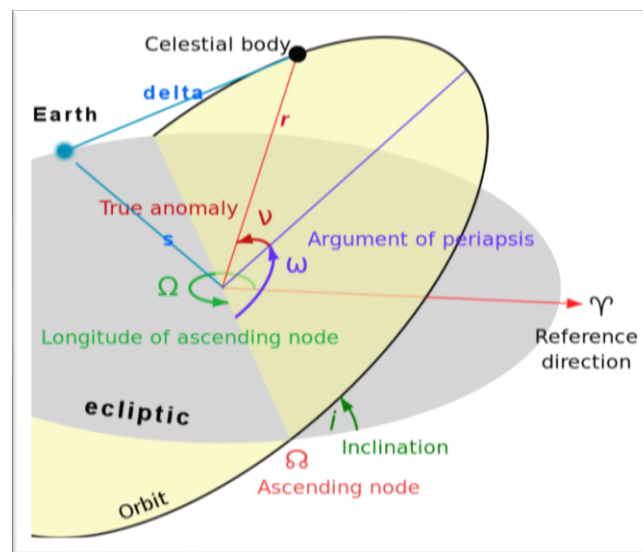 Celestial body
delta
Earth
r
True anomaly
ν
Argument of periapsis
s
ω
Ω
♈
Reference
direction
Longitude of ascending node
ecliptic
i
Inclination
☊
Ascending node
Orbit